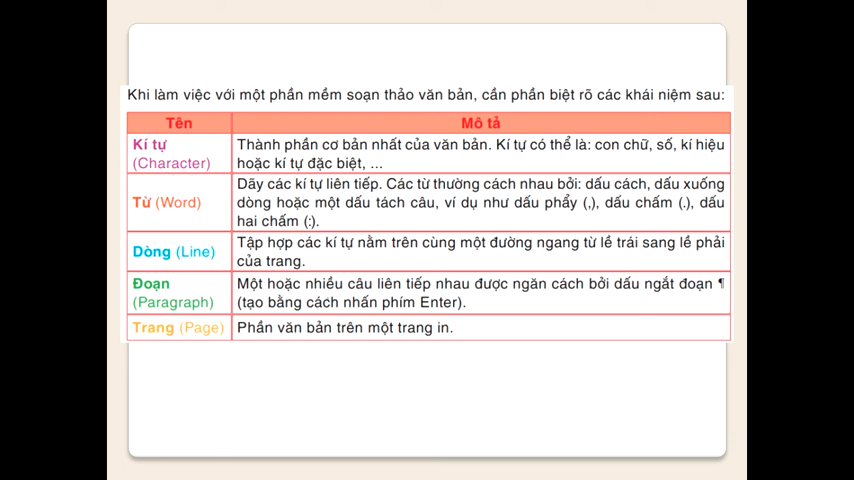 Khi làm việc với một phần mềm soạn thảo văn bản, cần phần biệt rõ các khái niệm sau:
Tên
Mô tả
Kí tự
(Character)
Thành phần cơ bản nhất của văn bản. Kí tự có thể là: con chữ, số, kí hiệu
hoặc kí tự đặc biệt, ...
Từ (Word)
Dãy các kí tự liên tiếp. Các từ thường cách nhau bởi: dấu cách, dấu xuống
dòng hoặc một dấu tách câu, ví dụ như dấu phẩy (,), dấu chấm (.), dấu
hai chấm (:).
Dòng (Line)
Tập hợp các kí tự nằm trên cùng một đường ngang từ lề trái sang lề phải
của trang.
Đoạn
(Paragraph)
Một hoặc nhiều câu liên tiếp nhau được ngăn cách bởi dấu ngắt đoạn ¶
(tạo bằng cách nhấn phím Enter).
Trang (Page)
Phần văn bản trên một trang in.